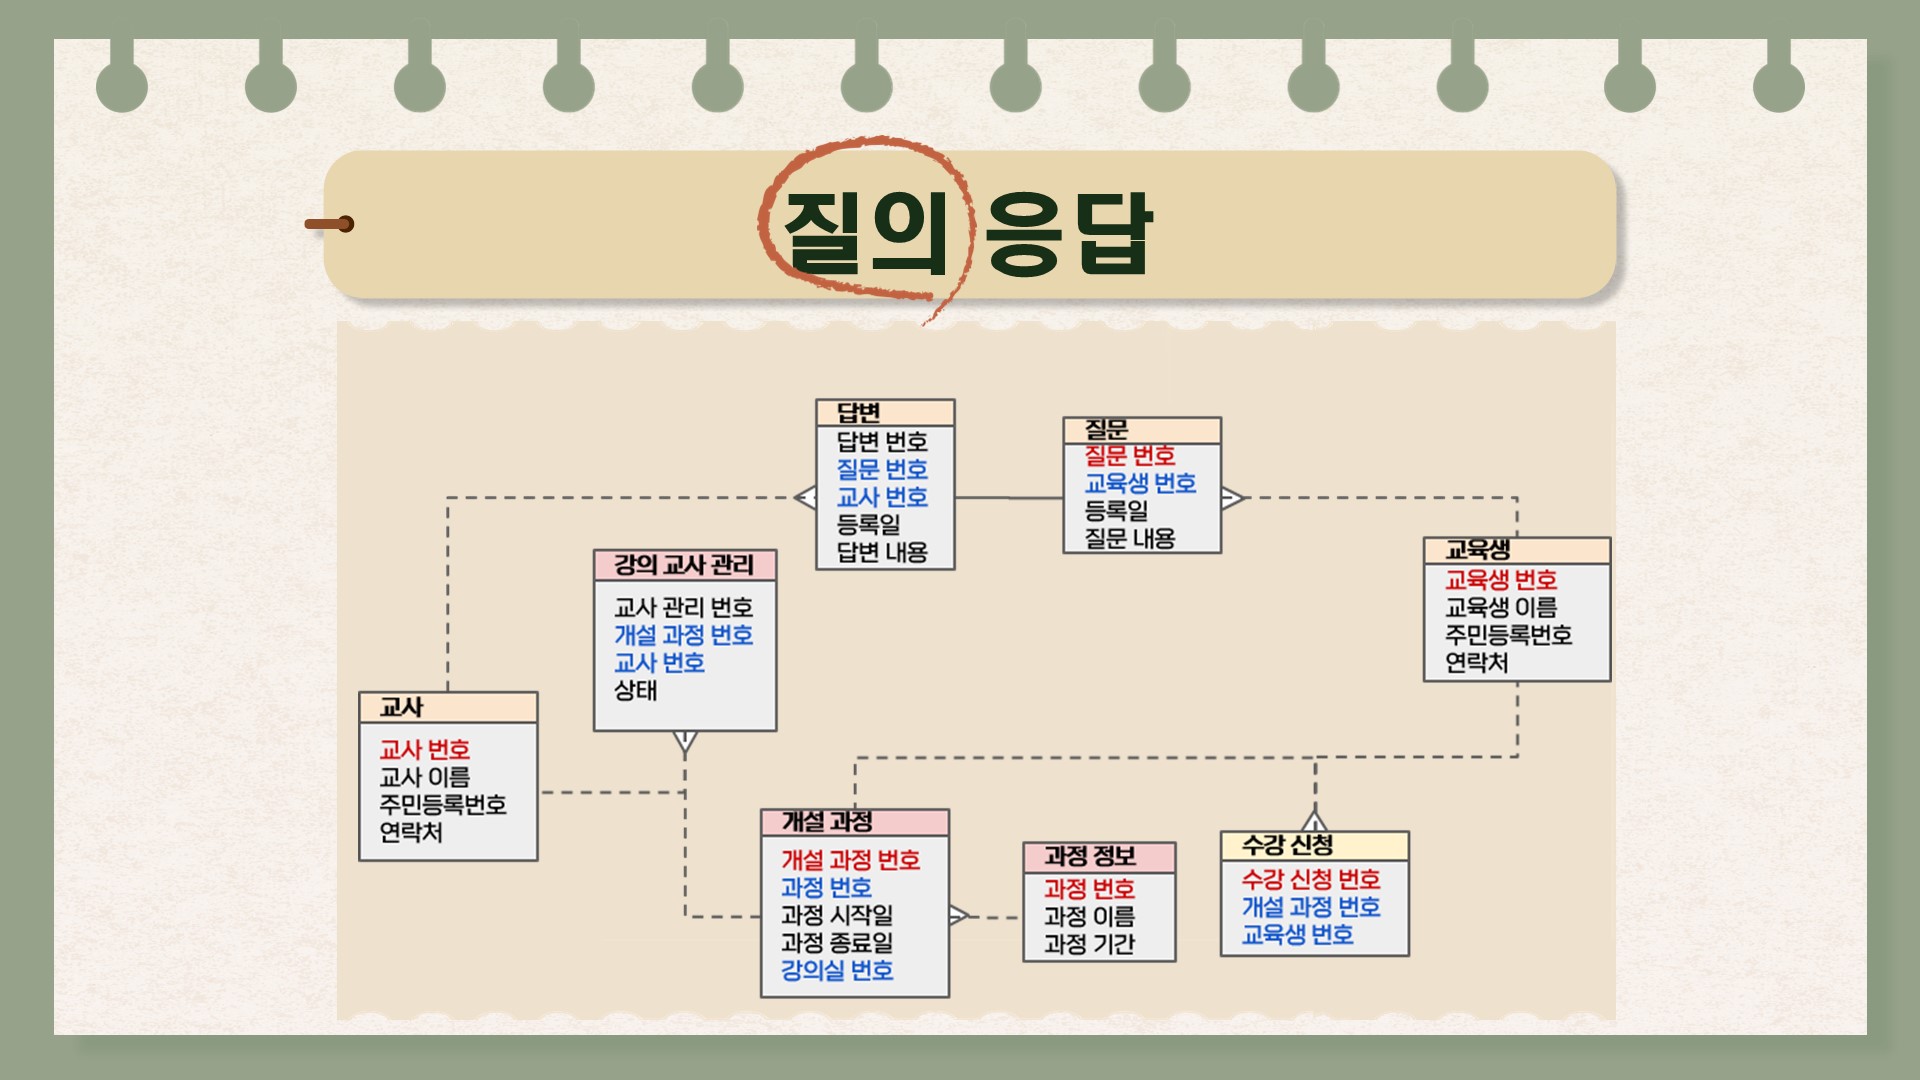 질의 응답
답변
답변 번호
질문 번호
교사 번호
등록일
답변 내용
질문
질문 번호
교육생 번호
등록일
질문 내용
교육생
교육생 번호
교육생 이름
주민등록번호
연락처
강의 교사 관리
교사 관리 번호
개설 과정 번호
교사 번호
상태
교사
교사 번호
교사 이름
주민등록번호
연락처
개설 과정
개설 과정 번호
과정 번호
과정 시작일
과정 종료일
강의실 번호
과정 정보
과정 번호
과정 이름
과정 기간
수강 신청
수강 신청 번호
개설 과정 번호
교육생 번호